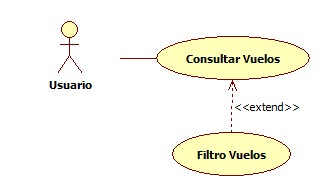 Consultar Vuelos
Usuario
<<extend>>
Filtro Vuelos